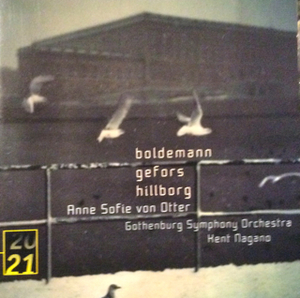 boldemann
gefors
hillborg
Anne Sofie von Otter
Gothenburg Symphony Orchestra
Kent Nagano
20
21